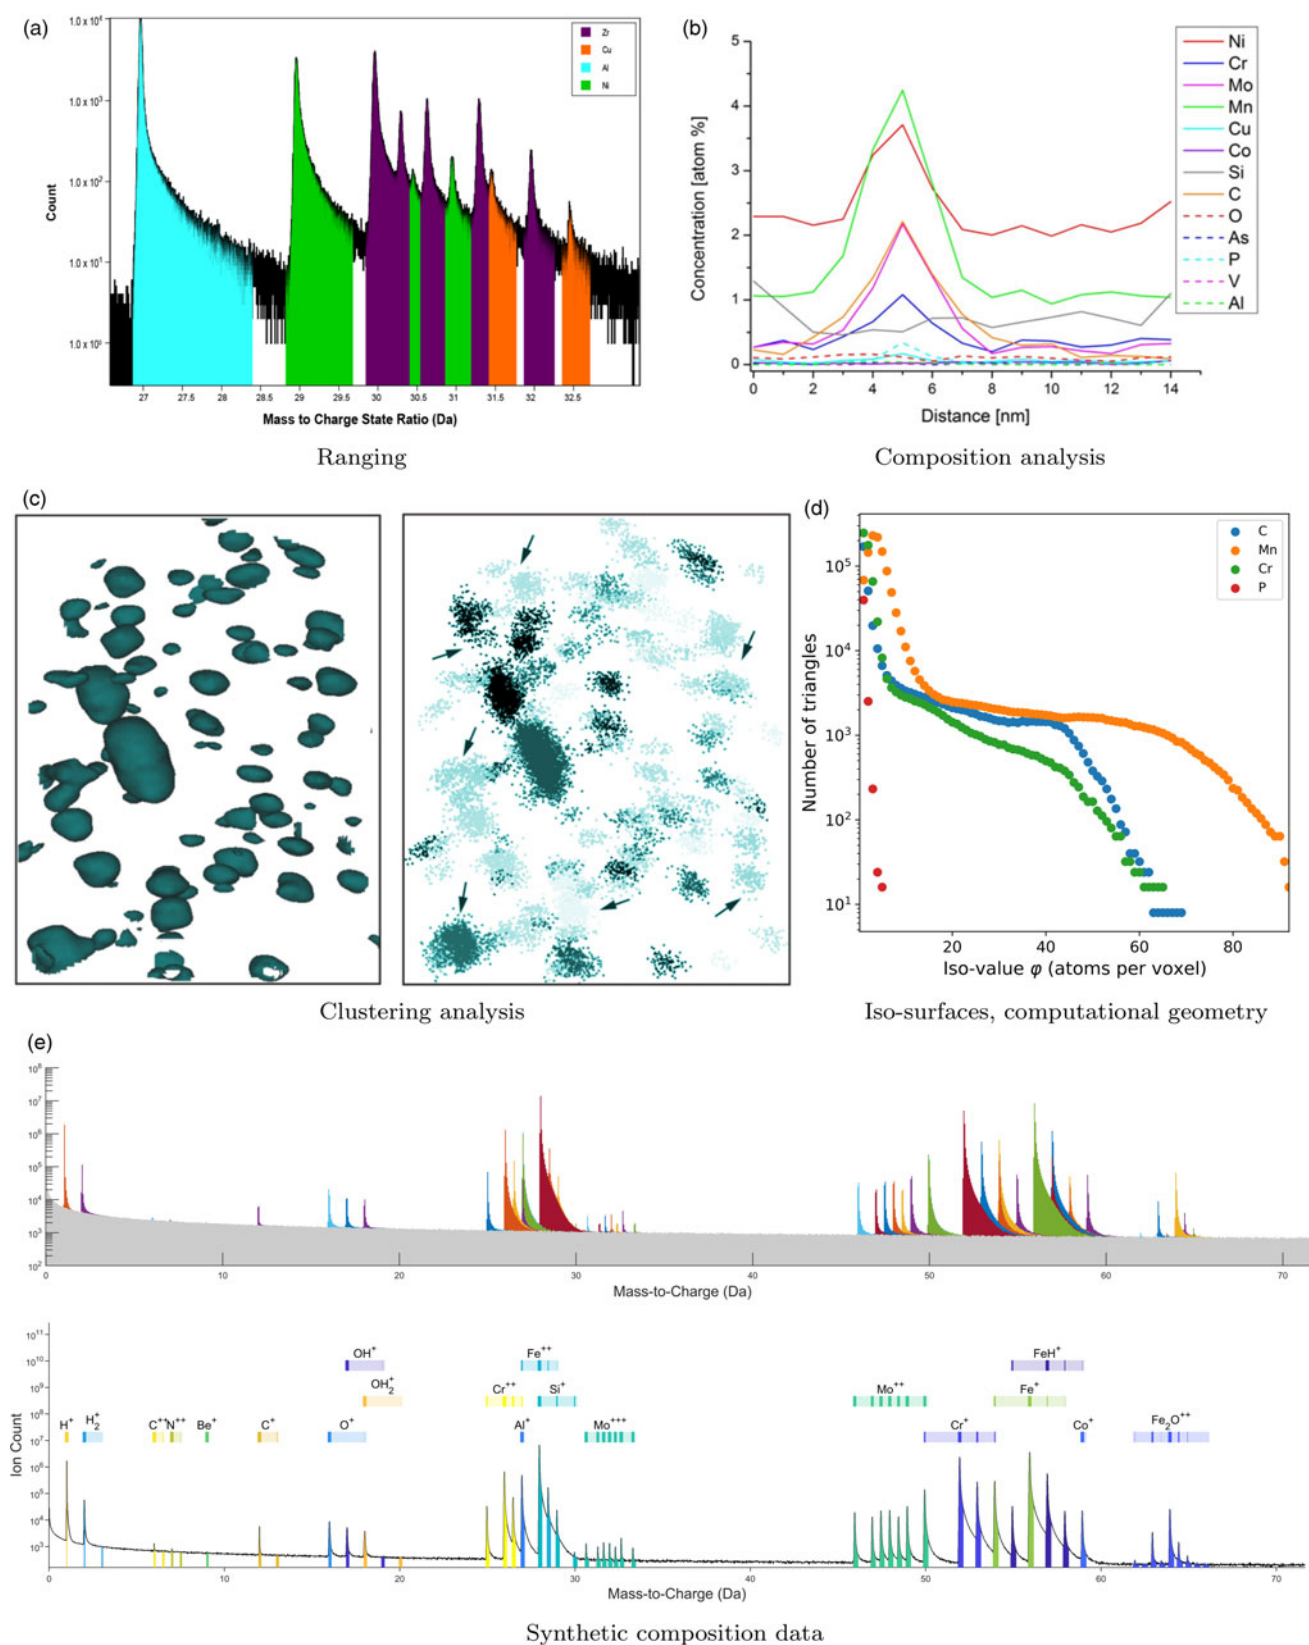 (a)
1.0 x 10⁴
1.0 x 10³
1.0 x 10²
1.0 x 10¹
1.0 x 10⁰
Count
Zr
Cu
Al
Ni
27 27.5 28 28.5 29 29.5 30 30.5 31 31.5 32 32.5
Mass to Charge State Ratio (Da)
Ranging
(b)
5
4
3
2
1
0
Concentration [atom %]
Ni
Cr
Mo
Mn
Cu
Co
Si
C
O
As
P
V
Al
0 2 4 6 8 10 12 14
Distance [nm]
Composition analysis
(c)
Clustering analysis
(d)
10⁵
10⁴
10³
10²
10¹
Number of triangles
C
Mn
Cr
P
20 40 60 80
Iso-value φ (atoms per voxel)
Iso-surfaces, computational geometry
(e)
10⁸
10⁷
10⁶
10⁵
10⁴
10³
10²
0 10 20 30 40 50 60 70
Mass-to-Charge (Da)
10¹¹
10¹⁰
10⁹
10⁸
10⁷
10⁶
10⁵
10⁴
10³
Ion Count
OH⁺ Fe⁺⁺ FeH⁺
OH₂⁺ Cr⁺⁺ Si⁺ Mo⁺⁺ Fe⁺
H⁺ H₂⁺ C⁺⁺ N⁺⁺ Be⁺ C⁺ O⁺ Al⁺ Mo⁺⁺⁺ Cr⁺ Co⁺ Fe₂O⁺⁺
0 10 20 30 40 50 60 70
Mass-to-Charge (Da)
Synthetic composition data